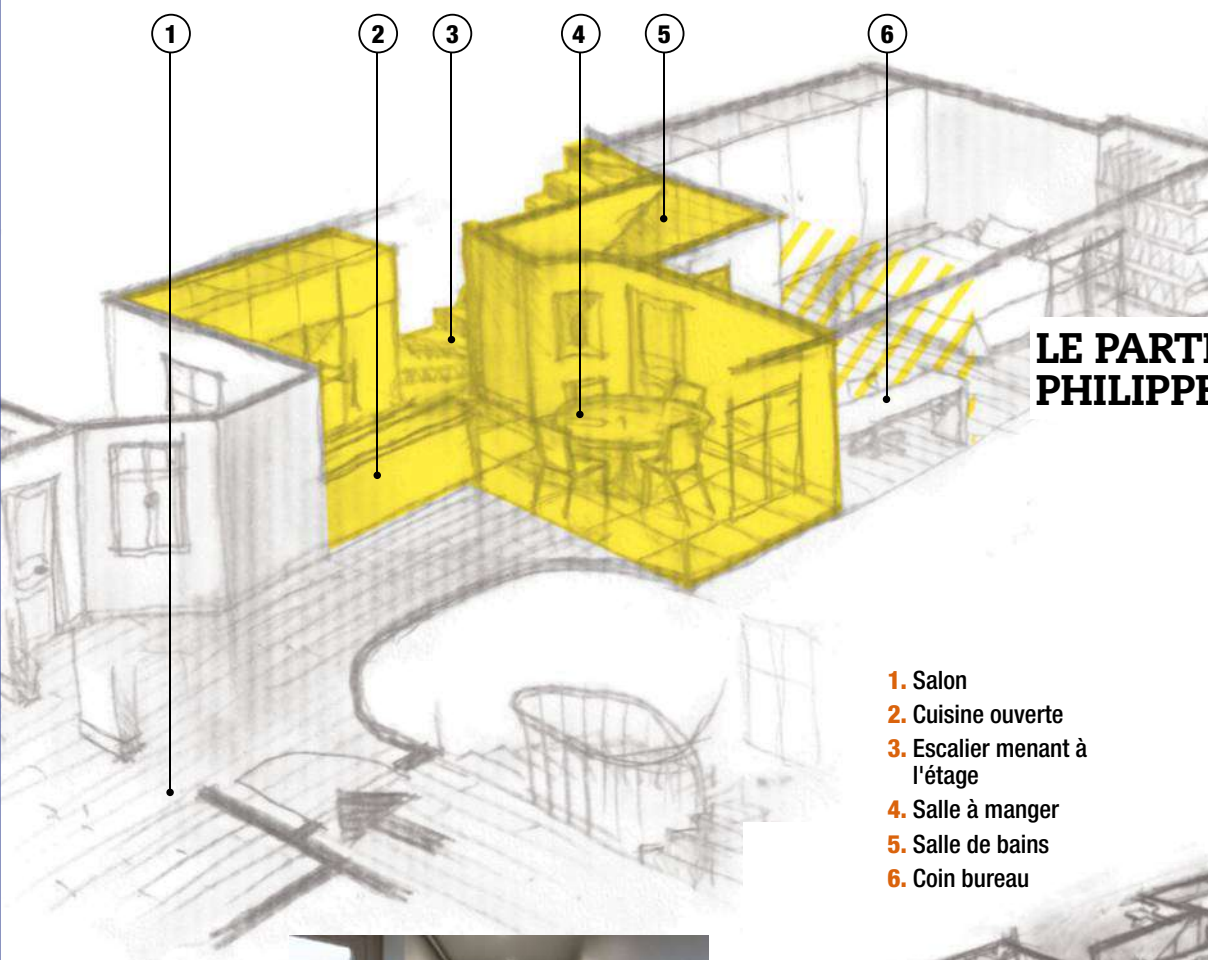 1 2 3 4 5 6
LE PARTI
PHILIPPE
1. Salon
2. Cuisine ouverte
3. Escalier menant à
l'étage
4. Salle à manger
5. Salle de bains
6. Coin bureau